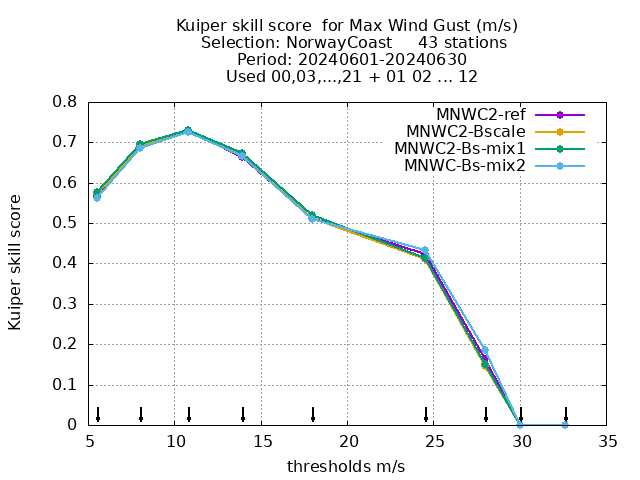 Kuiper skill score  for Max Wind Gust (m/s)
Selection: NorwayCoast     43 stations
Period: 20240601-20240630
Used 00,03,...,21 + 01 02 ... 12
MNWC2-ref
MNWC2-Bscale
MNWC2-Bs-mix1
MNWC-Bs-mix2
Kuiper skill score
0.8
0.7
0.6
0.5
0.4
0.3
0.2
0.1
0
5 10 15 20 25 30 35
thresholds m/s